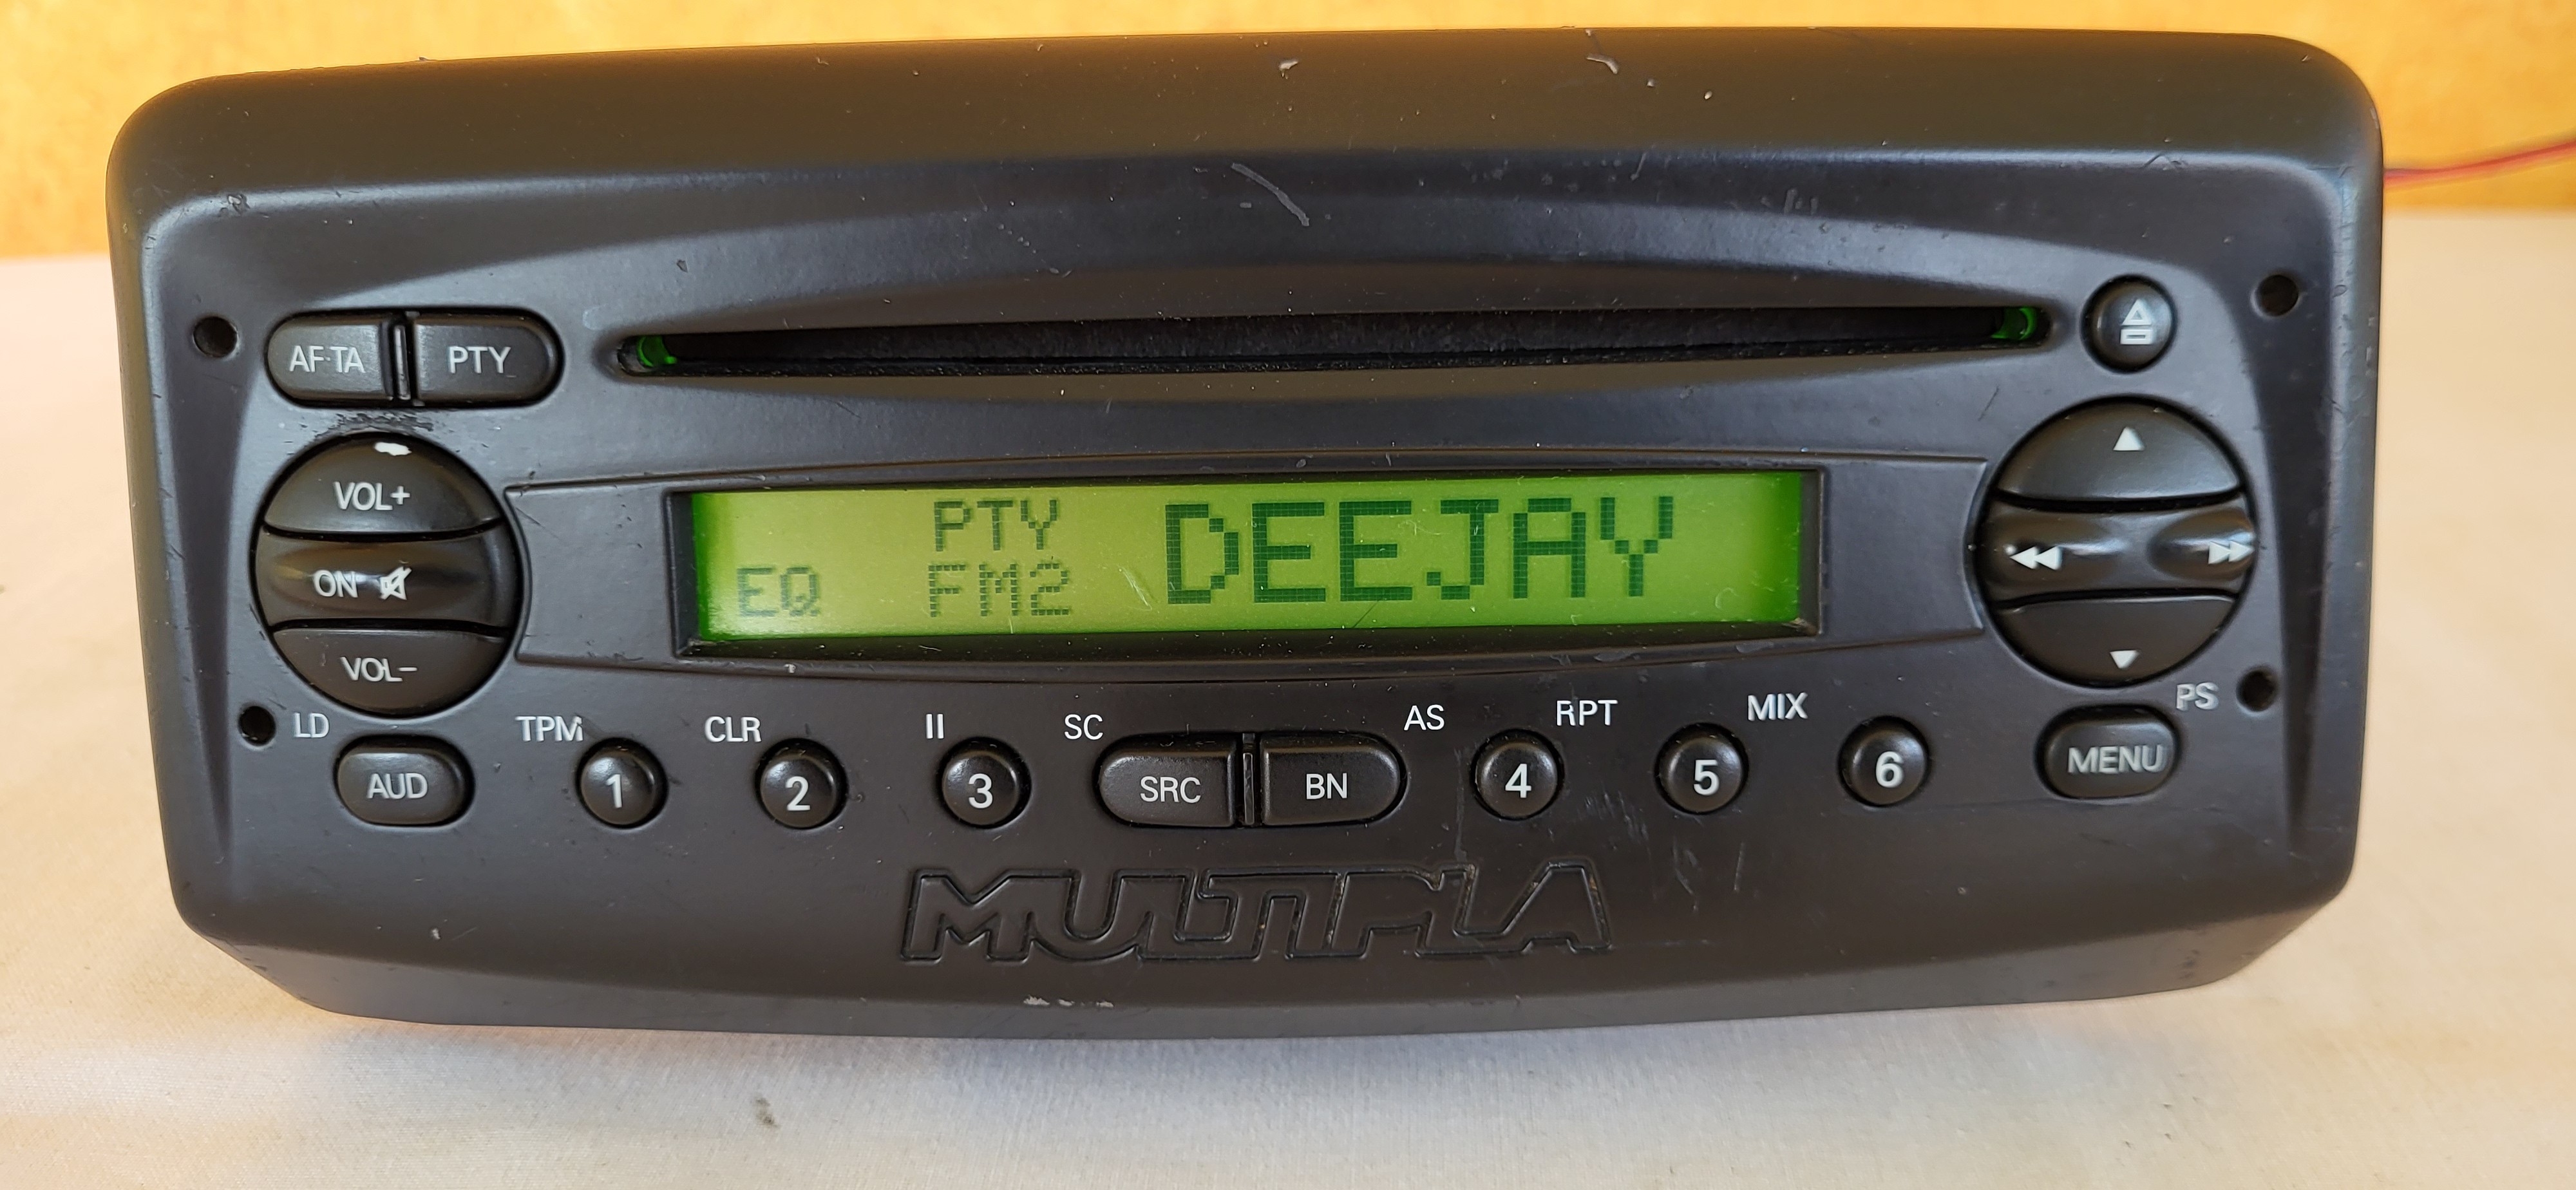 AF·TA PTY
VOL+
ON
VOL-
PTY
EQ FM2
DEEJAY
LD TPM CLR II SC AS RPT MIX PS
AUD 1 2 3 SRC BN 4 5 6 MENU
MULTIPLA